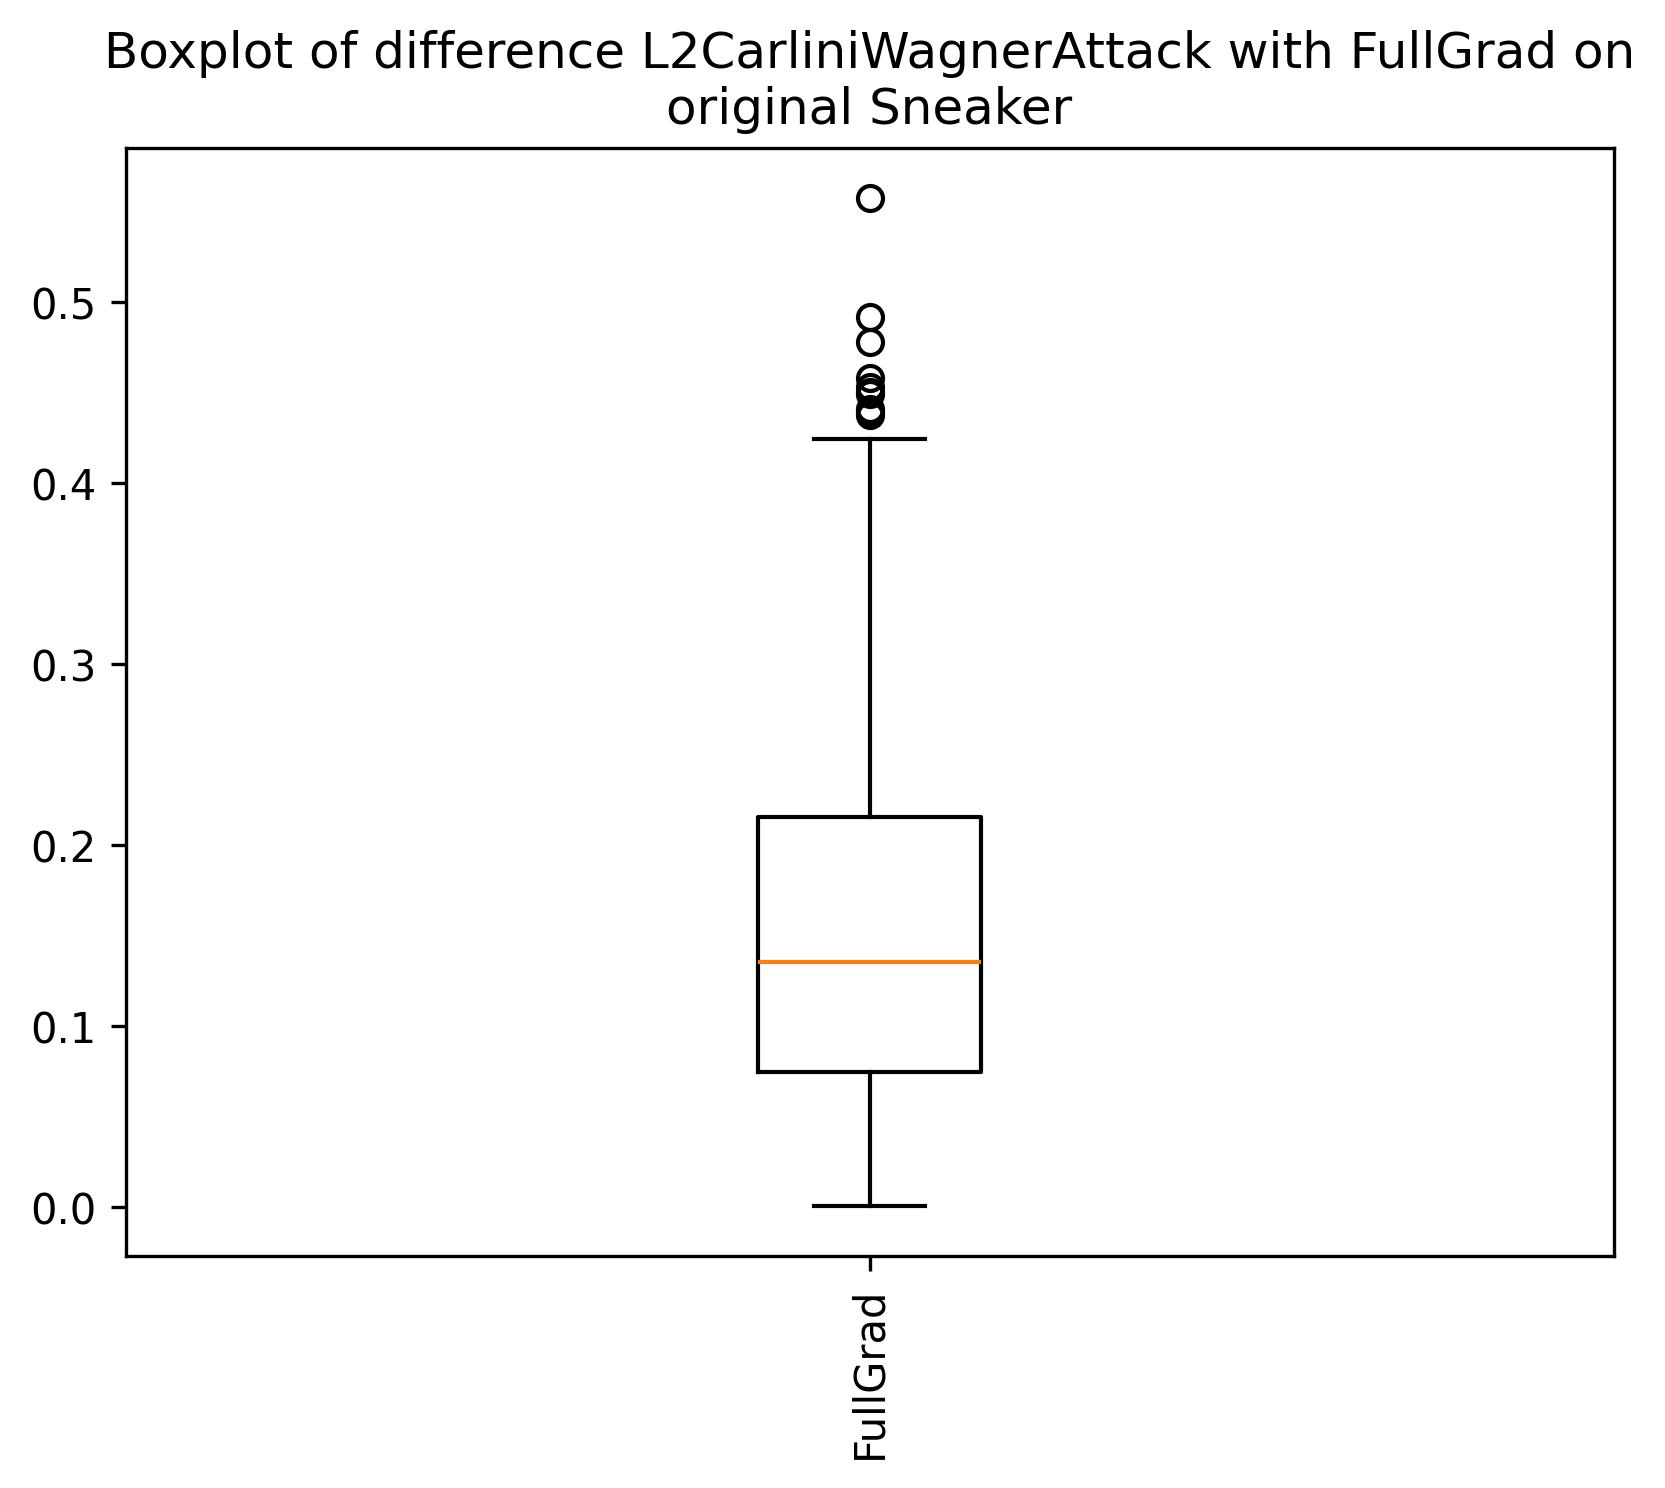 Boxplot of difference L2CarliniWagnerAttack with FullGrad on
original Sneaker
0.5
0.4
0.3
0.2
0.1
0.0
FullGrad